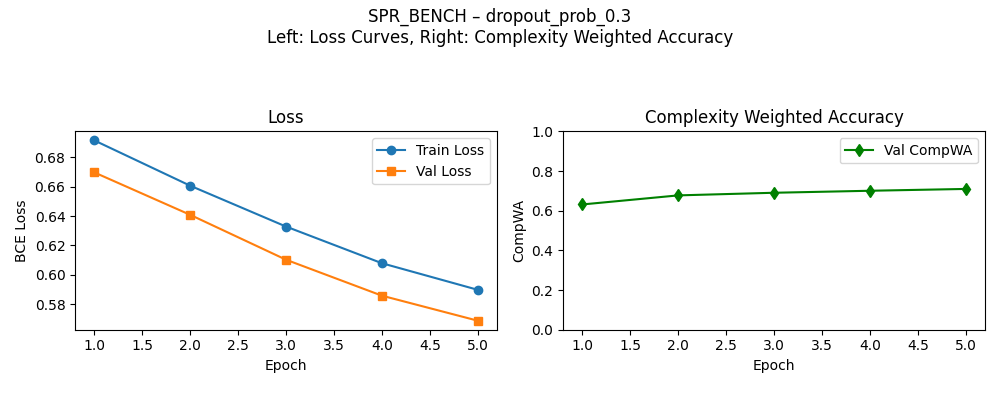 SPR_BENCH – dropout_prob_0.3
Left: Loss Curves, Right: Complexity Weighted Accuracy
Loss
BCE Loss
0.68
0.66
0.64
0.62
0.60
0.58
Train Loss
Val Loss
1.0 1.5 2.0 2.5 3.0 3.5 4.0 4.5 5.0
Epoch
Complexity Weighted Accuracy
CompWA
1.0
0.8
0.6
0.4
0.2
0.0
Val CompWA
1.0 1.5 2.0 2.5 3.0 3.5 4.0 4.5 5.0
Epoch